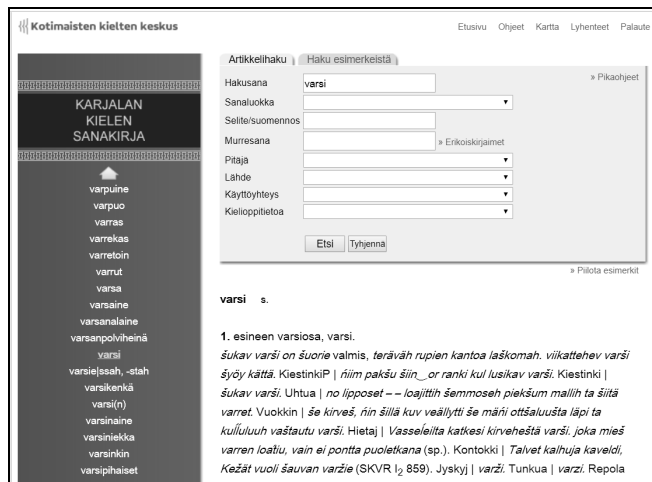 Kotimaisten kielten keskus
Etusivu Ohjeet Kartta Lyhenteet Palaute
KARJALAN
KIELEN
SANAKIRJA
varpuine
varpuo
varras
varrekas
varretoin
varrut
varsa
varsaine
varsanalaine
varsanpolviheinä
varsi
varsie|ssah, -stah
varsikenkä
varsi(n)
varsinaine
varsiniekka
varsinkin
varsipihaiset
Artikkelihaku Haku esimerkeistä
Hakusana varsi » Pikaohjeet
Sanaluokka
Selite/suomennos
Murresana » Erikoiskirjaimet
Pitäjä
Lähde
Käyttöyhteys
Kielioppitietoa
Etsi Tyhjennä
» Piilota esimerkit
varsi s.
1. esineen varsiosa, varsi.
šukav varši on šuorie valmis, teräväh rupien kantoa laškomah. viikattehev varši
šyöy kättä. KiestinkiP | ńiim pakšu šiin‿or ranki kul lusikav varši. Kiestinki |
šukav varši. Uhtua | no lipposet – – loajittih šemmoseh piekšum mallih ta šiitä
varret. Vuokkin | še kirveš, ńin šillä kuv veällytti še mäńi ottšaluušta läpi ta
kuĺĺuluuh vaštautu varši. Hietaj | Vasseĺeilta katkesi kirveheštä varši. joka mieš
varren loat́iu, vain ei pontta puoletkana (sp.). Kontokki | Talvet kalhuja kaveldi,
Kežät vuoli šauvan varžie (SKVR I₂ 859). Jyskyj | varži. Tunkua | varzi. Repola